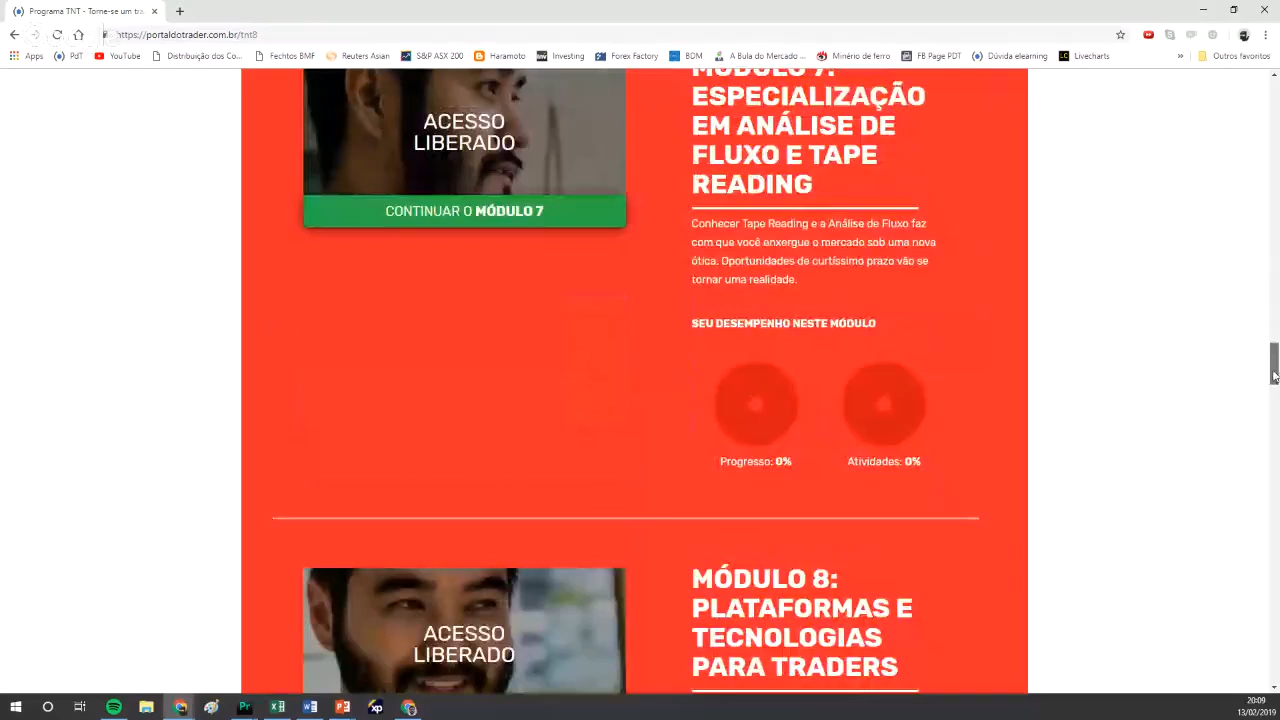 Programa TNT - Torne-se um tra
https://portaldotrader.com.br/tnt8
Apps
YouTube
Distribuição dos Co
Fechtos BMF
Reuters Asian
S&P ASX 200
Haramoto
Investing
Forex Factory
BDM
A Bula do Mercado ...
Minério de ferro
FB Page PDT
Dúvida elearning
Livecharts
»
Outros favoritos
MÓDULO 7:
ESPECIALIZAÇÃO
EM ANÁLISE DE
FLUXO E TAPE
READING
ACESSO
LIBERADO
CONTINUAR O MÓDULO 7
Conhecer Tape Reading e a Análise de Fluxo faz
com que você enxergue o mercado sob uma nova
ótica. Oportunidades de curtíssimo prazo vão se
tornar uma realidade.
SEU DESEMPENHO NESTE MÓDULO
Progresso: 0%
Atividades: 0%
MÓDULO 8:
PLATAFORMAS E
TECNOLOGIAS
PARA TRADERS
ACESSO
LIBERADO
20:09
13/02/2019